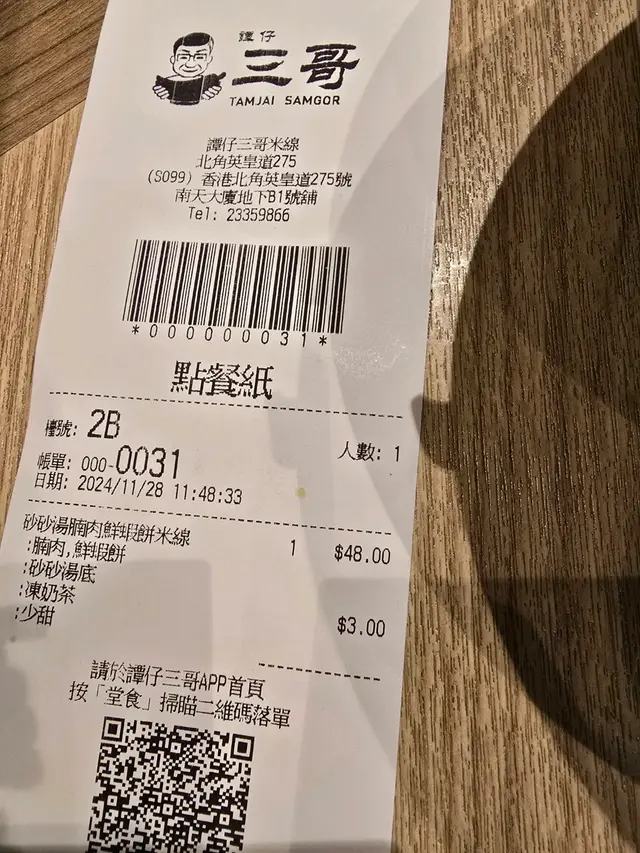 譚仔
三哥
TAMJAI SAMGOR
譚仔三哥米線
北角英皇道275
(S099) 香港北角英皇道275號
南天大廈地下B1號舖
Tel: 23359866
*0000000031*
點餐紙
檯號: 2B
人數: 1
帳單: 000-0031
日期: 2024/11/28 11:48:33
砂砂湯腩肉鮮蝦餅米線 1 $48.00
:腩肉,鮮蝦餅
:砂砂湯底
:凍奶茶 $3.00
:少甜
請於譚仔三哥APP首頁
按「堂食」掃瞄二維碼落單